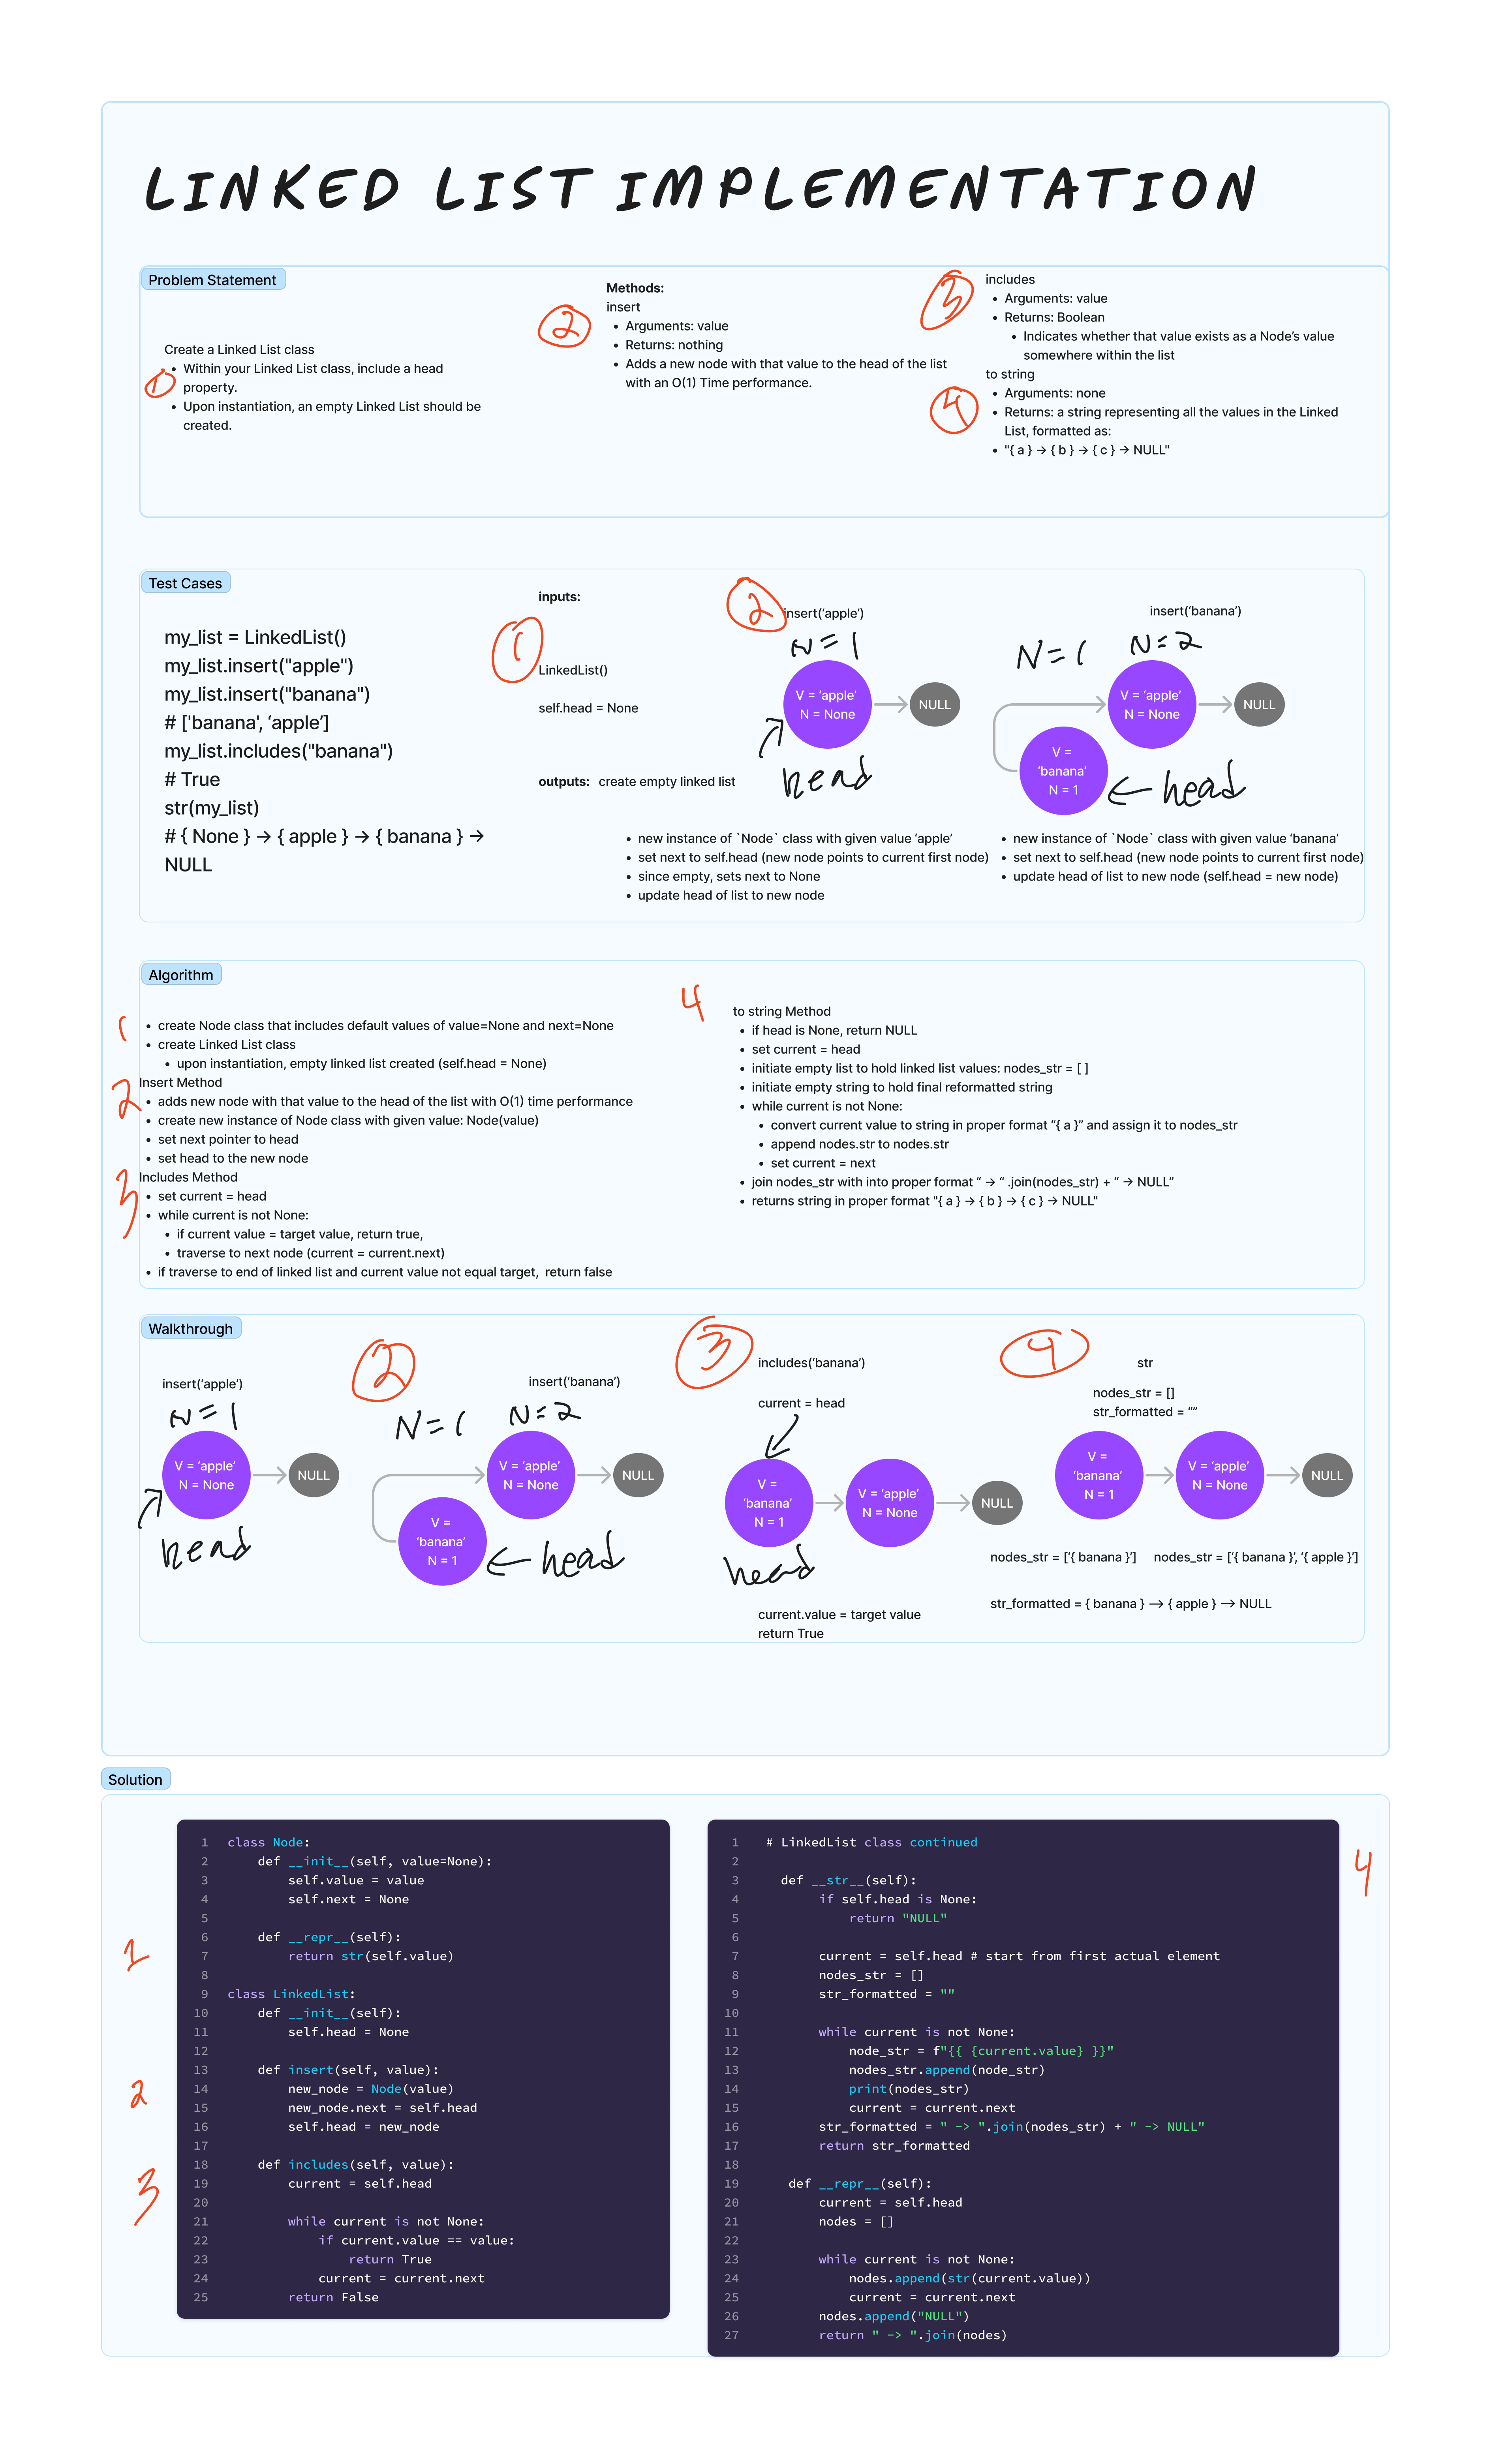 LINKED LIST IMPLEMENTATION
Problem Statement
1
Create a Linked List class
• Within your Linked List class, include a head
property.
• Upon instantiation, an empty Linked List should be
created.
2
Methods:
insert
• Arguments: value
• Returns: nothing
• Adds a new node with that value to the head of the list
with an O(1) Time performance.
3
includes
• Arguments: value
• Returns: Boolean
• Indicates whether that value exists as a Node’s value
somewhere within the list
4
to string
• Arguments: none
• Returns: a string representing all the values in the Linked
List, formatted as:
• "{ a } → { b } → { c } → NULL"
Test Cases
my_list = LinkedList()
my_list.insert("apple")
my_list.insert("banana")
# ['banana', ‘apple’]
my_list.includes("banana")
# True
str(my_list)
# { None } → { apple } → { banana } →
NULL
inputs:
1
LinkedList()
self.head = None
outputs: create empty linked list
2
insert(‘apple’)
N = 1
V = ‘apple’
N = None
NULL
head
• new instance of `Node` class with given value ‘apple’
• set next to self.head (new node points to current first node)
• since empty, sets next to None
• update head of list to new node
insert(‘banana’)
N = 1
N = 2
V = ‘apple’
N = None
NULL
V =
‘banana’
N = 1
← head
• new instance of `Node` class with given value ‘banana’
• set next to self.head (new node points to current first node)
• update head of list to new node (self.head = new node)
Algorithm
1
• create Node class that includes default values of value=None and next=None
• create Linked List class
• upon instantiation, empty linked list created (self.head = None)
2
Insert Method
• adds new node with that value to the head of the list with O(1) time performance
• create new instance of Node class with given value: Node(value)
• set next pointer to head
• set head to the new node
3
Includes Method
• set current = head
• while current is not None:
• if current value = target value, return true,
• traverse to next node (current = current.next)
• if traverse to end of linked list and current value not equal target,  return false
4
to string Method
• if head is None, return NULL
• set current = head
• initiate empty list to hold linked list values: nodes_str = [ ]
• initiate empty string to hold final reformatted string
• while current is not None:
• convert current value to string in proper format “{ a }” and assign it to nodes_str
• append nodes.str to nodes.str
• set current = next
• join nodes_str with into proper format “ → “ .join(nodes_str) + “ → NULL”
• returns string in proper format "{ a } → { b } → { c } → NULL"
Walkthrough
insert(‘apple’)
N = 1
V = ‘apple’
N = None
NULL
head
2
insert(‘banana’)
N = 1
N = 2
V = ‘apple’
N = None
NULL
V =
‘banana’
N = 1
← head
3
includes(‘banana’)
current = head
V =
‘banana’
N = 1
V = ‘apple’
N = None
NULL
head
current.value = target value
return True
4
str
nodes_str = []
str_formatted = “”
V =
‘banana’
N = 1
V = ‘apple’
N = None
NULL
nodes_str = [‘{ banana }’]
nodes_str = [‘{ banana }’, ‘{ apple }’]
str_formatted = { banana } —> { apple } —> NULL
Solution
1
2
3
1 class Node:
2     def __init__(self, value=None):
3         self.value = value
4         self.next = None
5
6     def __repr__(self):
7         return str(self.value)
8
9 class LinkedList:
10     def __init__(self):
11         self.head = None
12
13     def insert(self, value):
14         new_node = Node(value)
15         new_node.next = self.head
16         self.head = new_node
17
18     def includes(self, value):
19         current = self.head
20
21         while current is not None:
22             if current.value == value:
23                 return True
24             current = current.next
25         return False
4
1 # LinkedList class continued
2
3   def __str__(self):
4        if self.head is None:
5            return "NULL"
6
7        current = self.head # start from first actual element
8        nodes_str = []
9        str_formatted = ""
10
11        while current is not None:
12            node_str = f"{{ {current.value} }}"
13            nodes_str.append(node_str)
14            print(nodes_str)
15            current = current.next
16        str_formatted = " -> ".join(nodes_str) + " -> NULL"
17        return str_formatted
18
19    def __repr__(self):
20        current = self.head
21        nodes = []
22
23        while current is not None:
24            nodes.append(str(current.value))
25            current = current.next
26        nodes.append("NULL")
27        return " -> ".join(nodes)